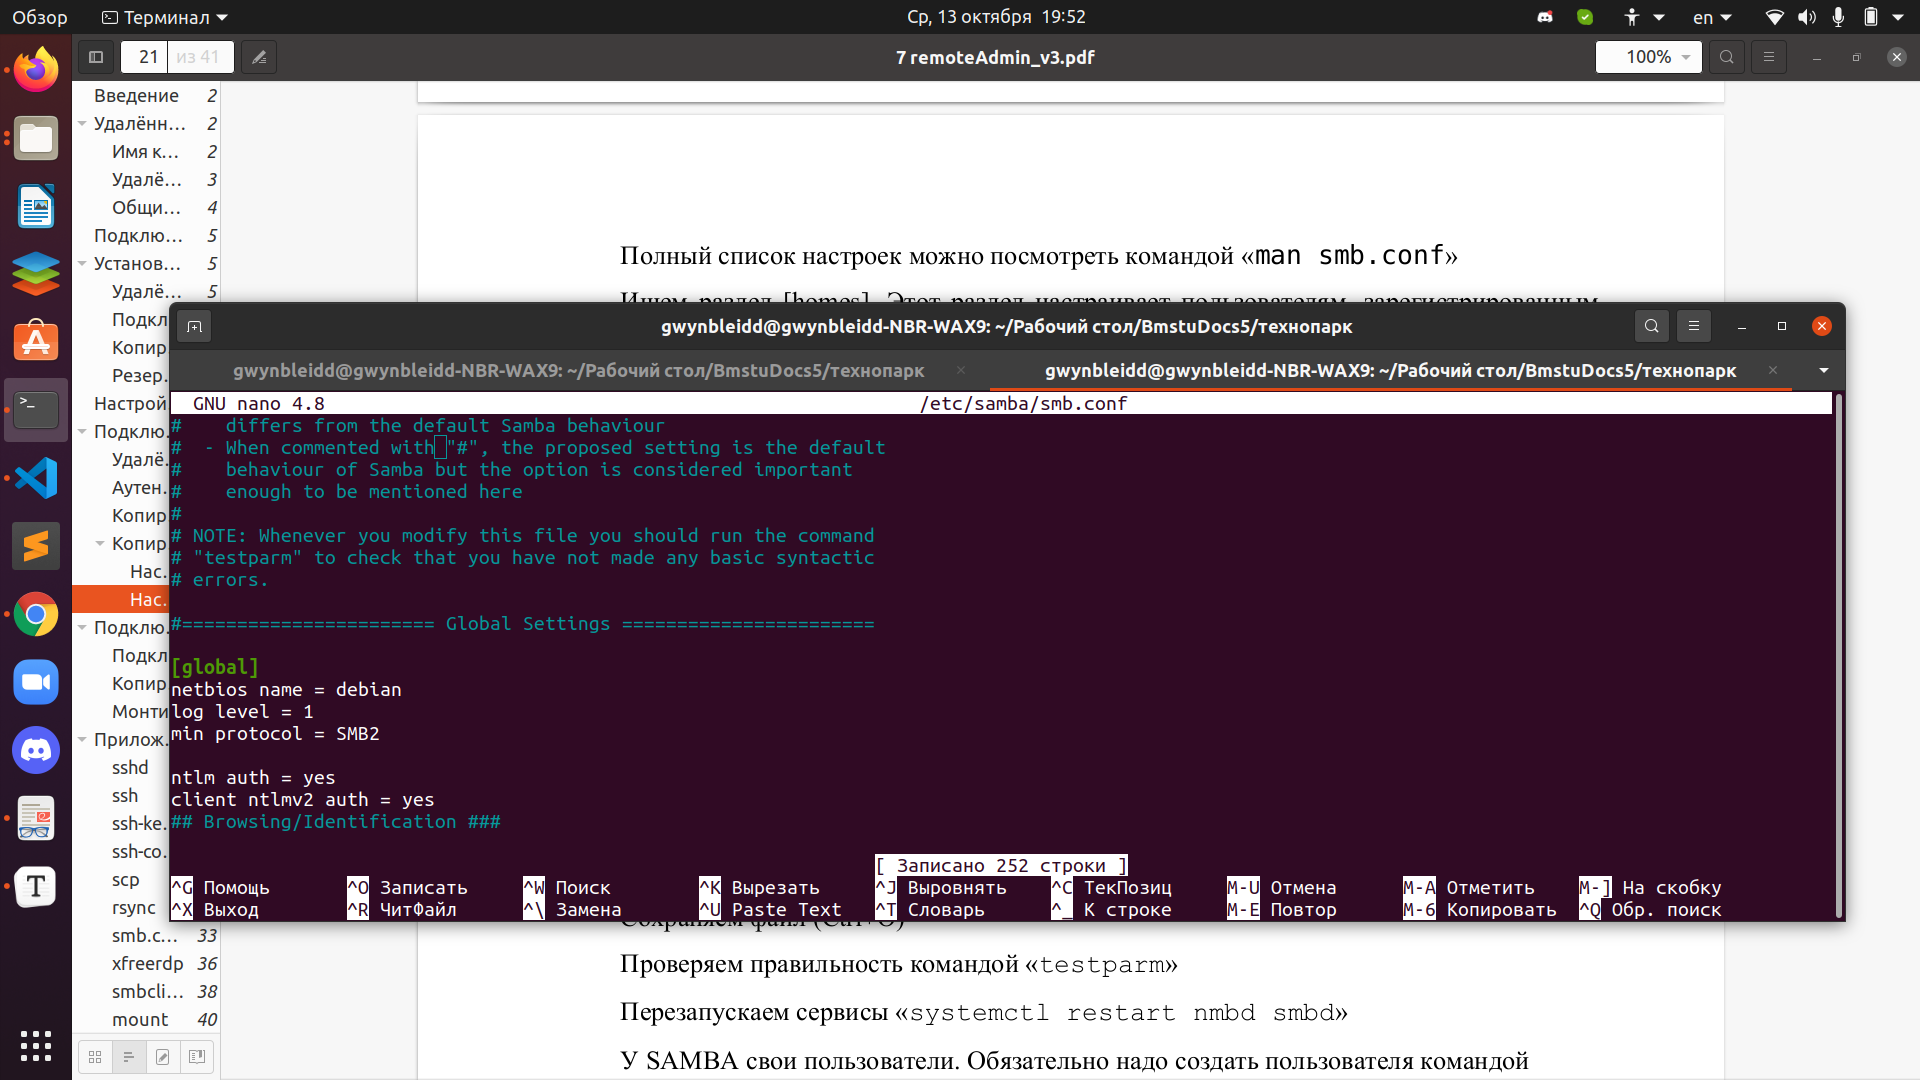 Обзор
Терминал
Ср, 13 октября 19:52
en
21 из 41
7 remoteAdmin_v3.pdf
100%
Введение 2
Удалённ... 2
Имя к... 2
Удалё... 3
Общи... 4
Подклю... 5
Установ... 5
Удалё... 5
Подкл
Копир
Резер.
Настрой
Подклю.
Удалё.
Аутен.
Копир
Копир
Нас.
Нас.
Подклю.
Подкл
Копир
Монти
Прилож.
sshd
ssh
ssh-ke.
ssh-co.
scp
rsync
smb.c... 33
xfreerdp 36
smbcli... 38
mount 40
Полный список настроек можно посмотреть командой «man smb.conf»
Ищем раздел [homes]. Этот раздел настраивает пользователям, зарегистрированным
gwynbleidd@gwynbleidd-NBR-WAX9: ~/Рабочий стол/BmstuDocs5/технопарк
gwynbleidd@gwynbleidd-NBR-WAX9: ~/Рабочий стол/BmstuDocs5/технопарк
gwynbleidd@gwynbleidd-NBR-WAX9: ~/Рабочий стол/BmstuDocs5/технопарк
GNU nano 4.8 /etc/samba/smb.conf
#    differs from the default Samba behaviour
#  - When commented with "#", the proposed setting is the default
#    behaviour of Samba but the option is considered important
#    enough to be mentioned here
#
# NOTE: Whenever you modify this file you should run the command
# "testparm" to check that you have not made any basic syntactic
# errors.
#======================= Global Settings =======================
[global]
netbios name = debian
log level = 1
min protocol = SMB2
ntlm auth = yes
client ntlmv2 auth = yes
## Browsing/Identification ###
[ Записано 252 строки ]
^G Помощь ^O Записать ^W Поиск ^K Вырезать ^J Выровнять ^C ТекПозиц M-U Отмена M-A Отметить M-] На скобку
^X Выход ^R ЧитФайл ^\ Замена ^U Paste Text ^T Словарь ^_ К строке M-E Повтор M-6 Копировать ^Q Обр. поиск
Сохраняем файл (Ctrl+O)
Проверяем правильность командой «testparm»
Перезапускаем сервисы «systemctl restart nmbd smbd»
У SAMBA свои пользователи. Обязательно надо создать пользователя командой